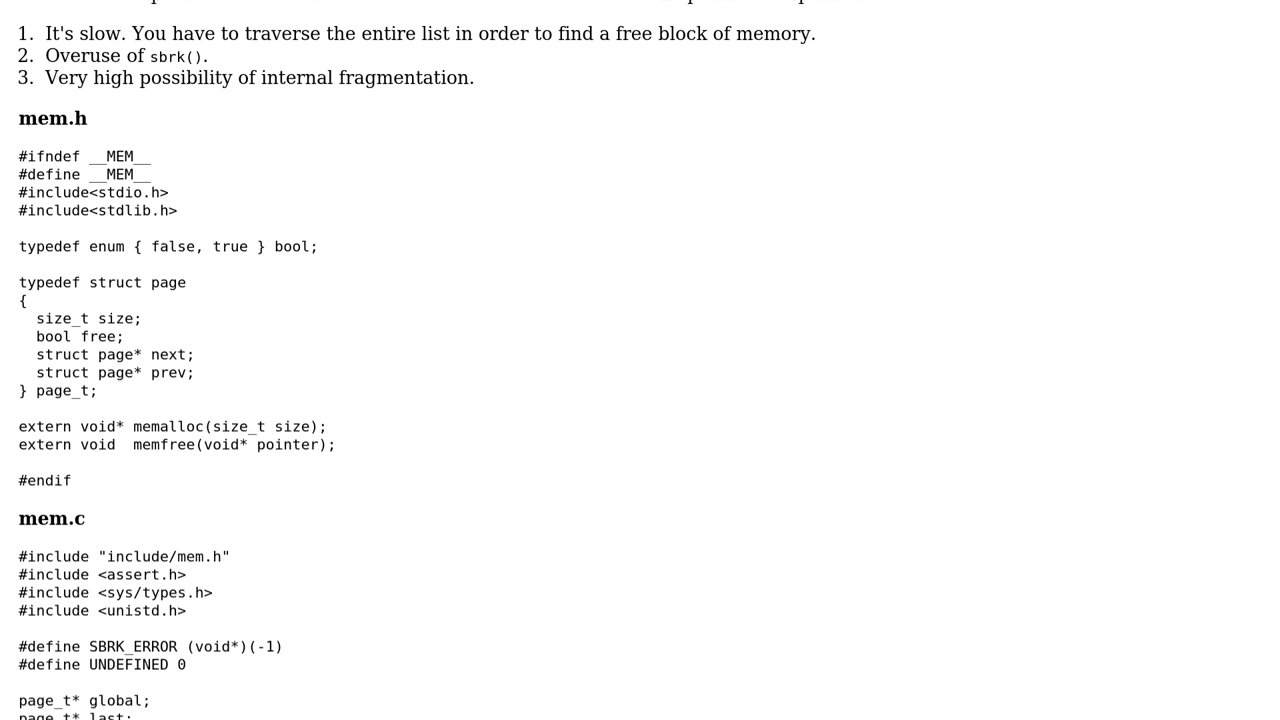 1. It's slow. You have to traverse the entire list in order to find a free block of memory.
2. Overuse of sbrk().
3. Very high possibility of internal fragmentation.
mem.h
#ifndef __MEM__
#define __MEM__
#include<stdio.h>
#include<stdlib.h>
typedef enum { false, true } bool;
typedef struct page
{
  size_t size;
  bool free;
  struct page* next;
  struct page* prev;
} page_t;
extern void* memalloc(size_t size);
extern void  memfree(void* pointer);
#endif
mem.c
#include "include/mem.h"
#include <assert.h>
#include <sys/types.h>
#include <unistd.h>
#define SBRK_ERROR (void*)(-1)
#define UNDEFINED 0
page_t* global;
page_t* last;